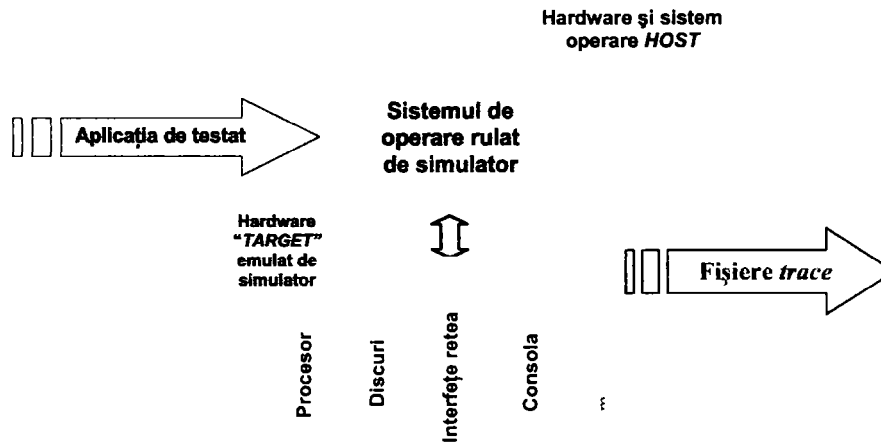 Hardware şi sistem
operare HOST
Aplicaţia de testat
Sistemul de
operare rulat
de simulator
Hardware
"TARGET"
emulat de
simulator
Fişiere trace
Procesor
Discuri
Interfeţe retea
Consola